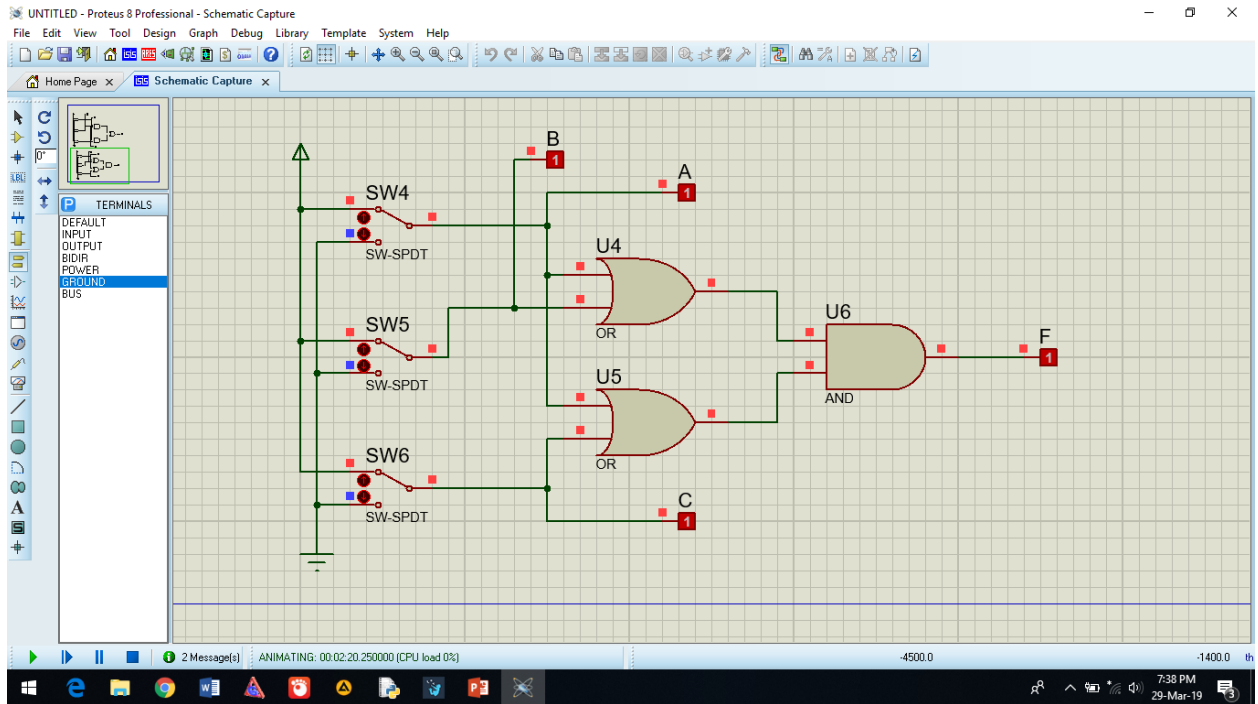 UNTITLED - Proteus 8 Professional - Schematic Capture
File Edit View Tool Design Graph Debug Library Template System Help
Home Page x
ISIS Schematic Capture x
0°
LBL
P TERMINALS
DEFAULT
INPUT
OUTPUT
BIDIR
POWER
GROUND
BUS
A
S
B
1
A
1
SW4
SW-SPDT
U4
OR
SW5
SW-SPDT
U6
AND
F
1
U5
OR
SW6
SW-SPDT
C
1
2 Message(s)
ANIMATING: 00:02:20.250000 (CPU load 0%)
-4500.0
-1400.0 th
7:38 PM
29-Mar-19
3